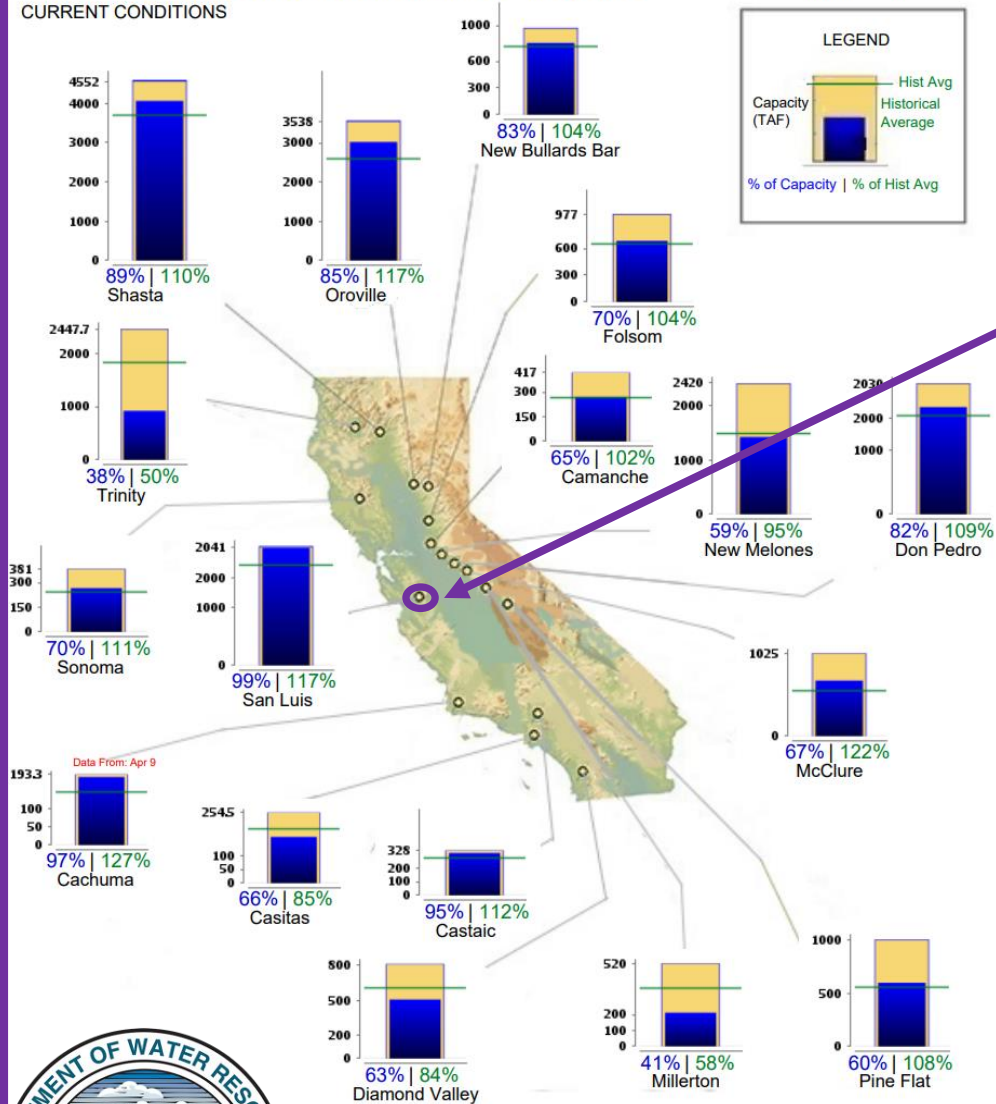 CURRENT CONDITIONS
LEGEND
Hist Avg
Capacity
(TAF)
Historical
Average
% of Capacity | % of Hist Avg
1000
600
300
0
83% | 104%
New Bullards Bar
4552
4000
3000
2000
1000
0
89% | 110%
Shasta
3538
3000
2000
1000
0
85% | 117%
Oroville
977
600
300
0
70% | 104%
Folsom
2447.7
2000
1000
0
38% | 50%
Trinity
417
300
150
0
65% | 102%
Camanche
2420
2000
1000
0
59% | 95%
New Melones
2030
2000
1000
0
82% | 109%
Don Pedro
381
300
150
0
70% | 111%
Sonoma
2041
2000
1000
0
99% | 117%
San Luis
1025
0
67% | 122%
McClure
Data From: Apr 9
193.3
100
50
0
97% | 127%
Cachuma
254.5
100
50
0
66% | 85%
Casitas
328
200
100
0
95% | 112%
Castaic
800
500
200
0
63% | 84%
Diamond Valley
520
200
100
0
41% | 58%
Millerton
1000
500
0
60% | 108%
Pine Flat
MENT OF WATER RESO